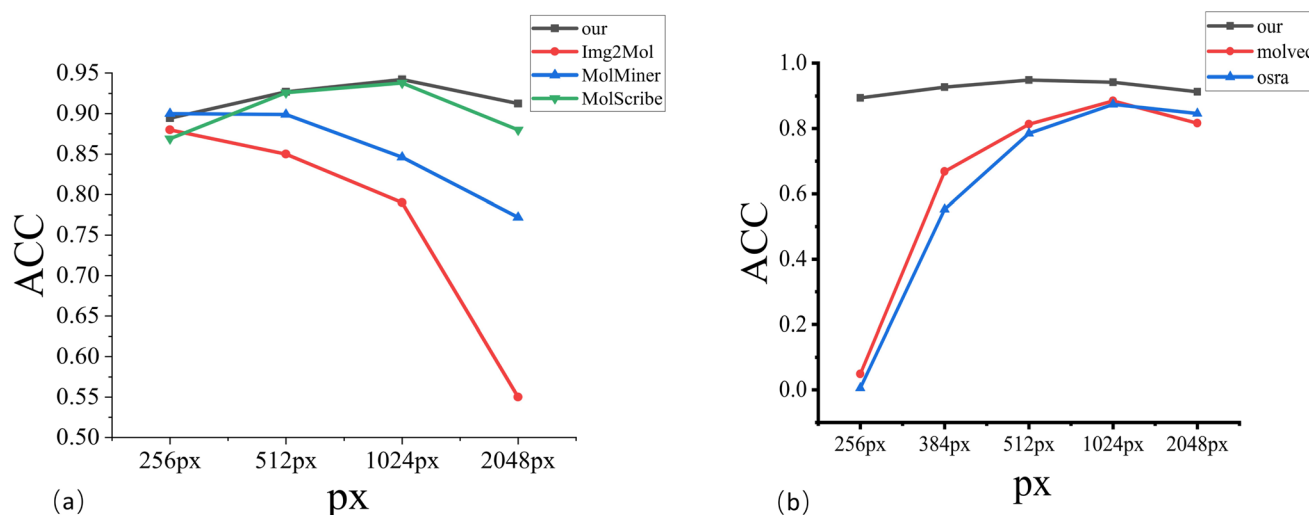 our
Img2Mol
MolMiner
MolScribe
0.95
0.90
0.85
0.80
0.75
0.70
0.65
0.60
0.55
0.50
ACC
256px 512px 1024px 2048px
px
(a)
our
molvec
osra
1.0
0.8
0.6
0.4
0.2
0.0
ACC
256px 384px 512px 1024px 2048px
px
(b)